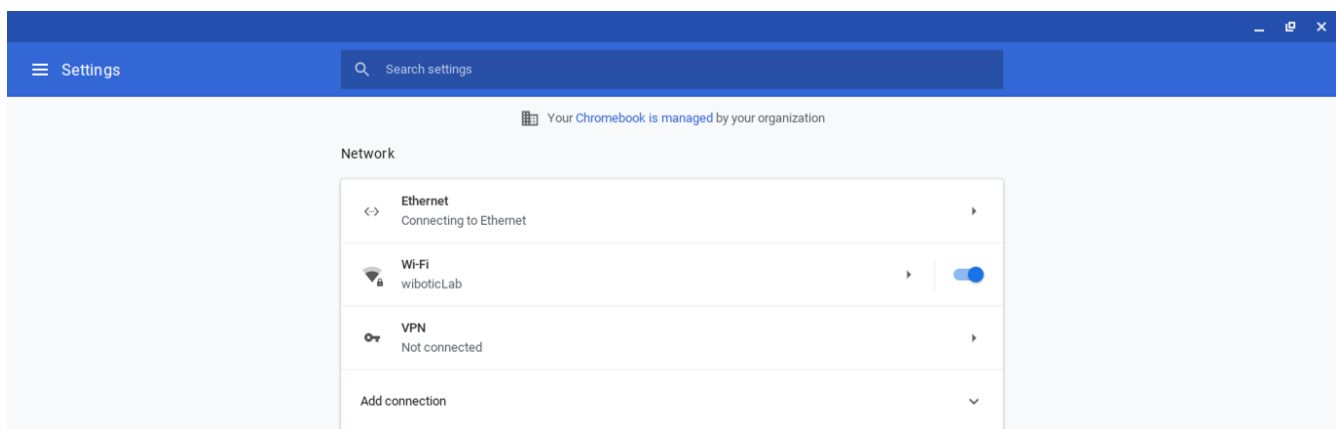 Settings
Search settings
Your Chromebook is managed by your organization
Network
Ethernet
Connecting to Ethernet
Wi-Fi
wiboticLab
VPN
Not connected
Add connection